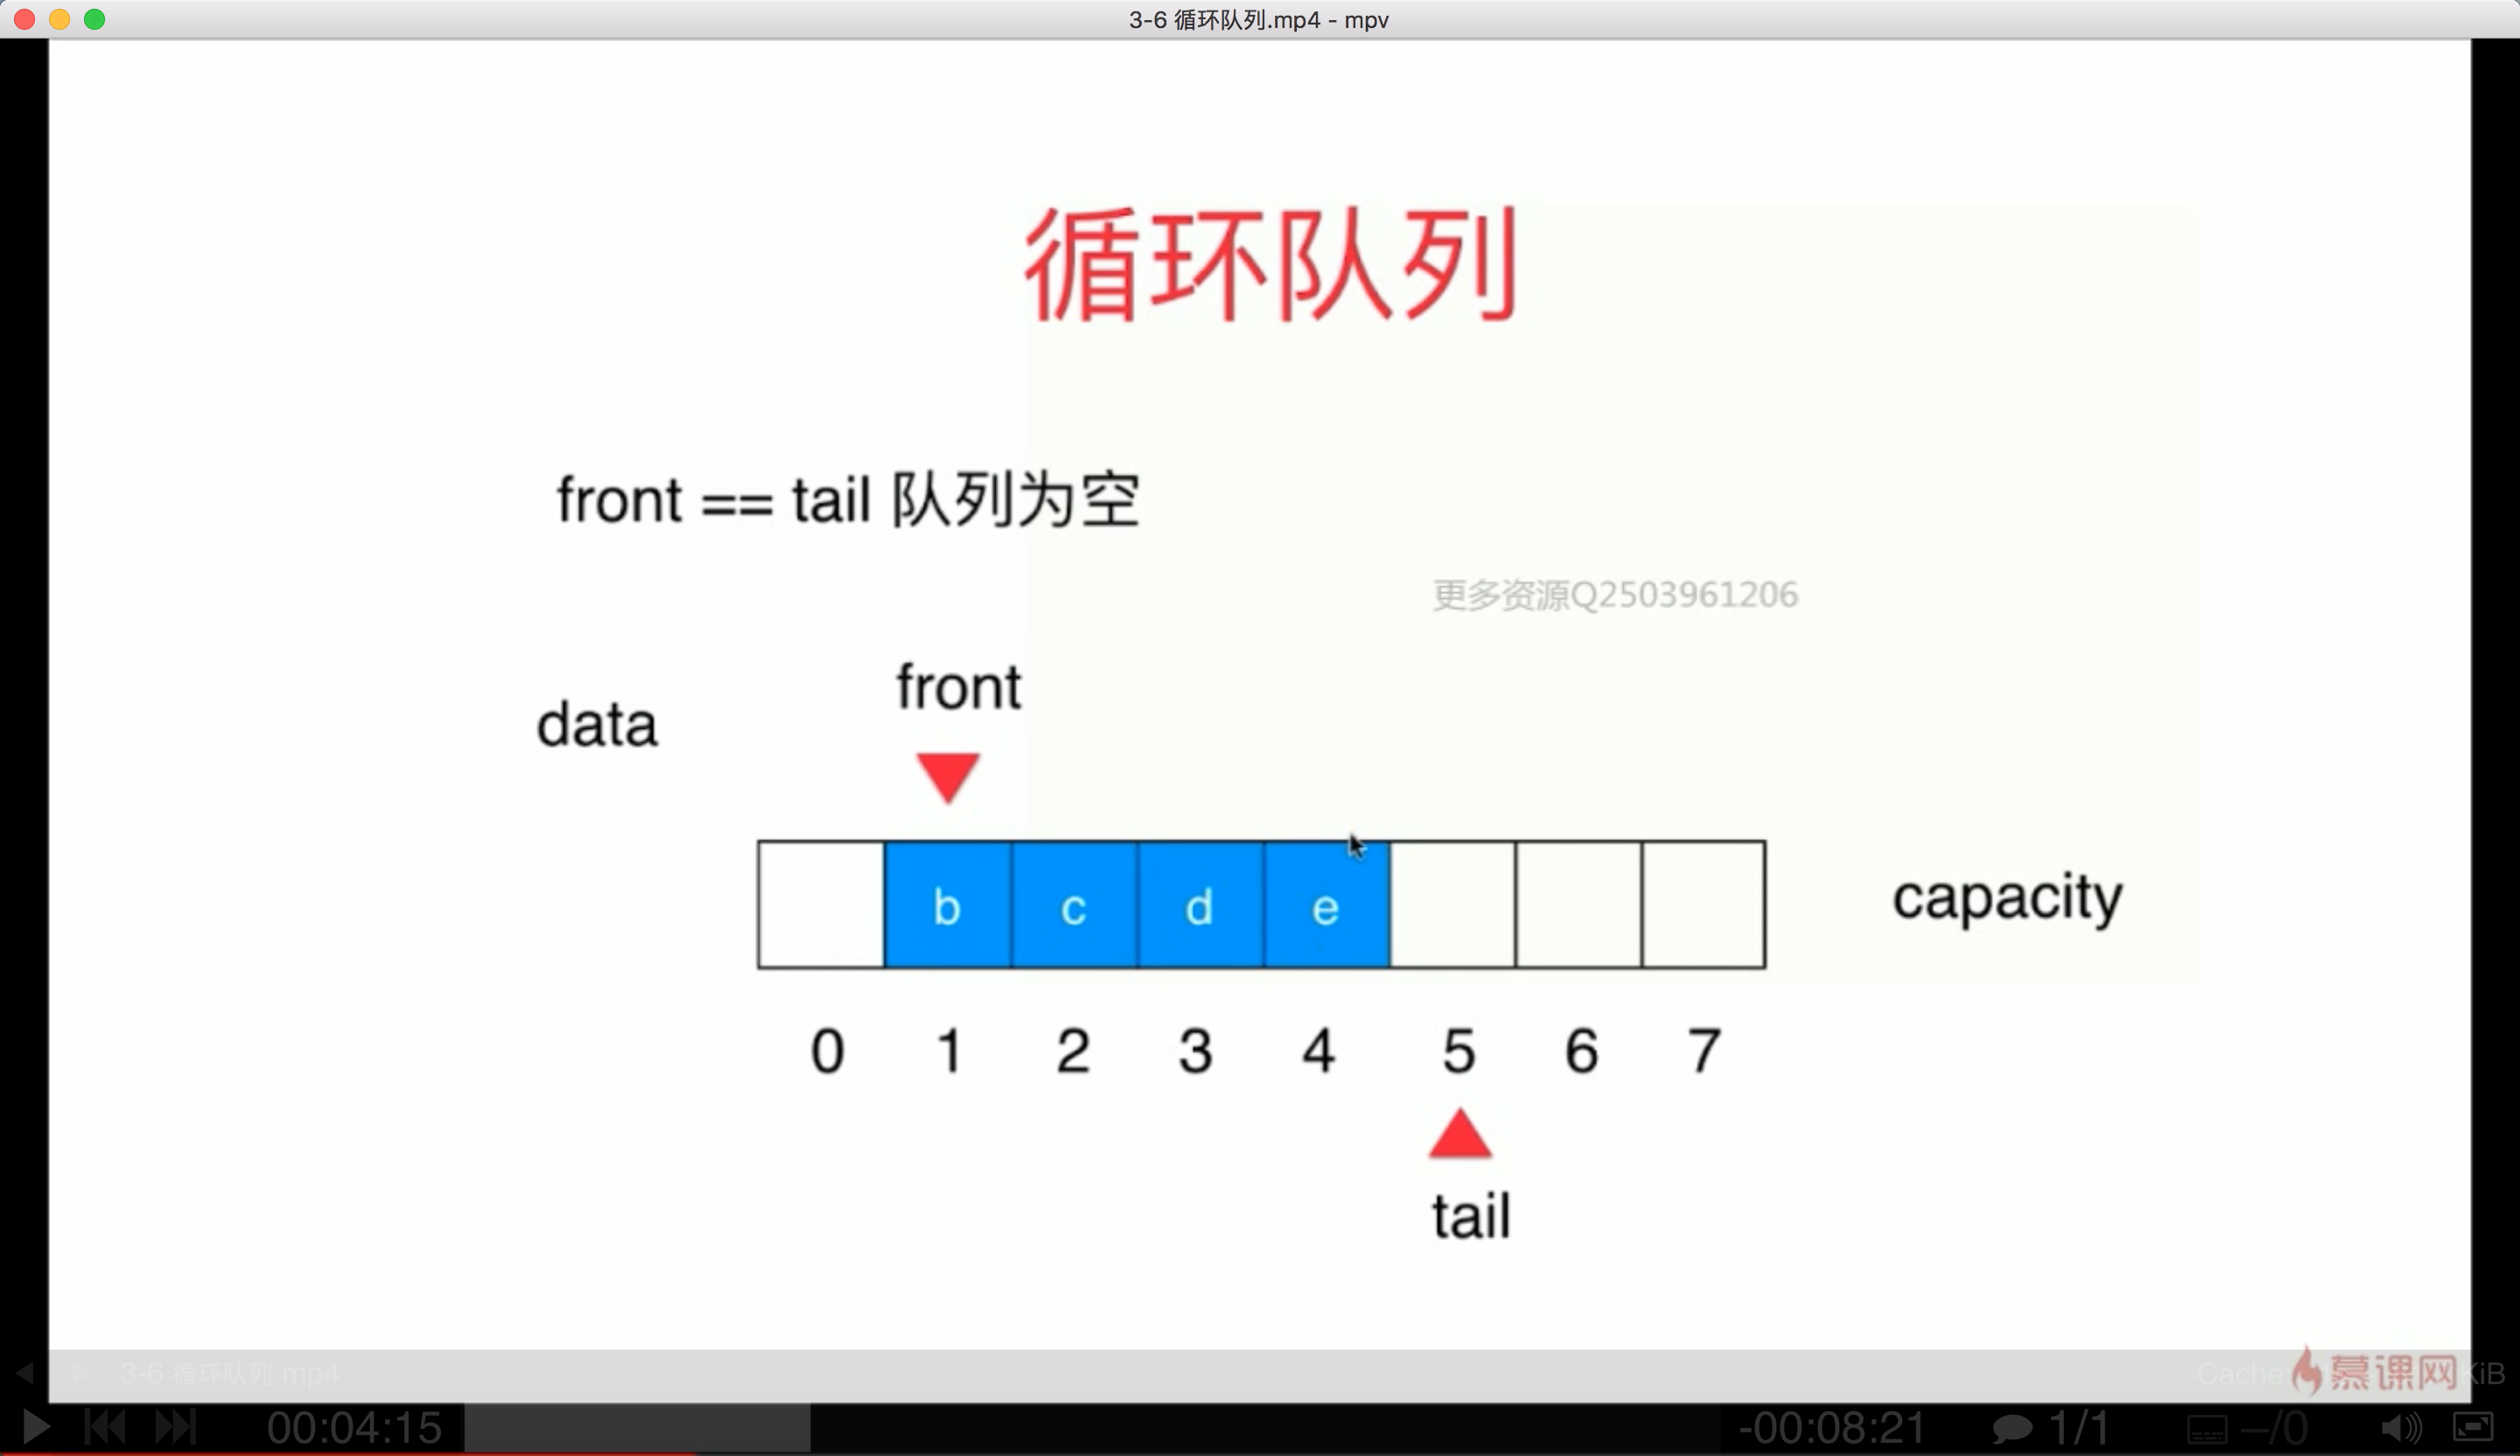 3-6 循环队列.mp4 - mpv
循环队列
front == tail 队列为空
更多资源Q2503961206
front
data
b c d e
capacity
0 1 2 3 4 5 6 7
tail
3-6 循环队列.mp4
Cache
慕课网
KiB
00:04:15
-00:08:21
1/1
–/0